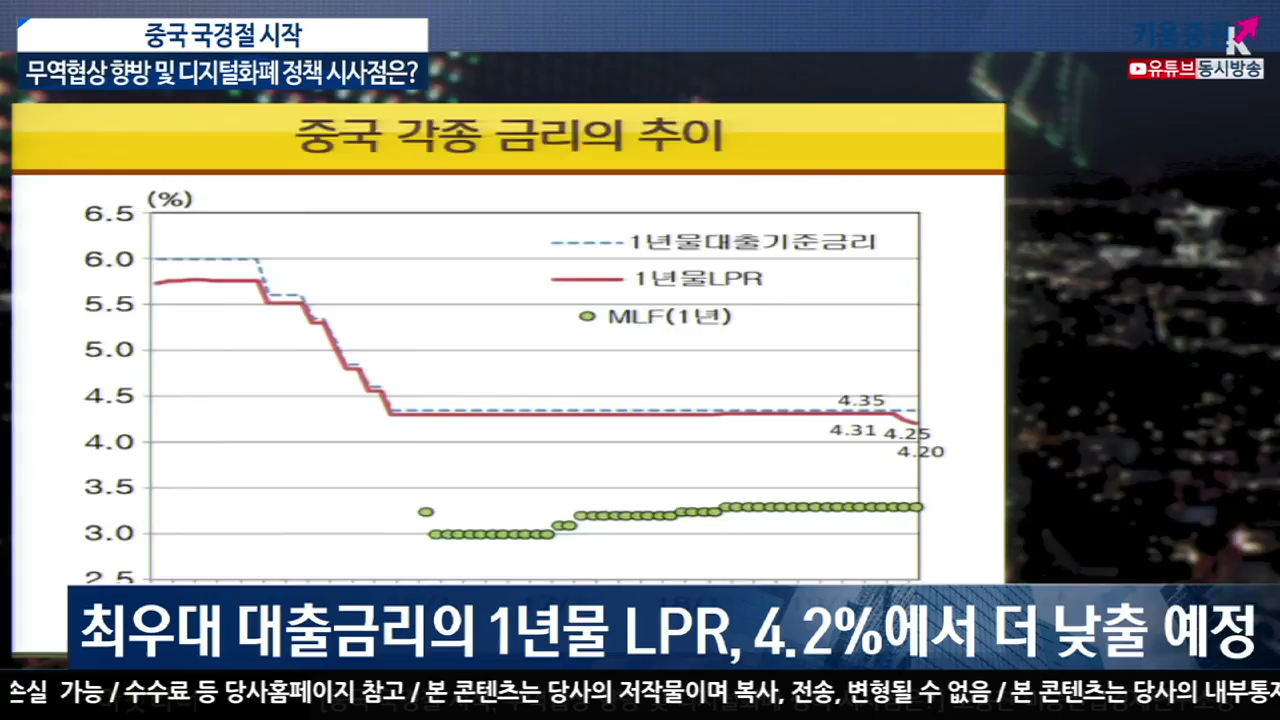 중국 국경절 시작
무역협상 향방 및 디지털화폐 정책 시사점은?
키움증권
유튜브 동시방송
중국 각종 금리의 추이
(%)
6.5
6.0
5.5
5.0
4.5
4.0
3.5
3.0
2.5
1년물대출기준금리
1년물LPR
MLF(1년)
4.35
4.31 4.25
4.20
최우대 대출금리의 1년물 LPR, 4.2%에서 더 낮출 예정
손실 가능 / 수수료 등 당사홈페이지 참고 / 본 콘텐츠는 당사의 저작물이며 복사, 전송, 변형될 수 없음 / 본 콘텐츠는 당사의 내부통제